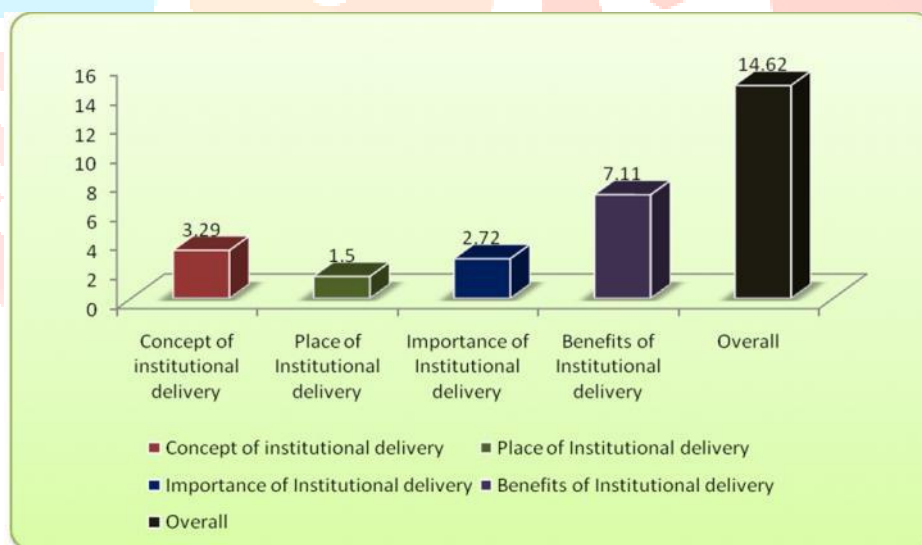 16
14
12
10
8
6
4
2
0
3.29
1.5
2.72
7.11
14.62
Concept of
institutional
delivery
Place of
Institutional
delivery
Importance of
Institutional
delivery
Benefits of
Institutional
delivery
Overall
Concept of institutional delivery
Place of Institutional delivery
Importance of Institutional delivery
Benefits of Institutional delivery
Overall